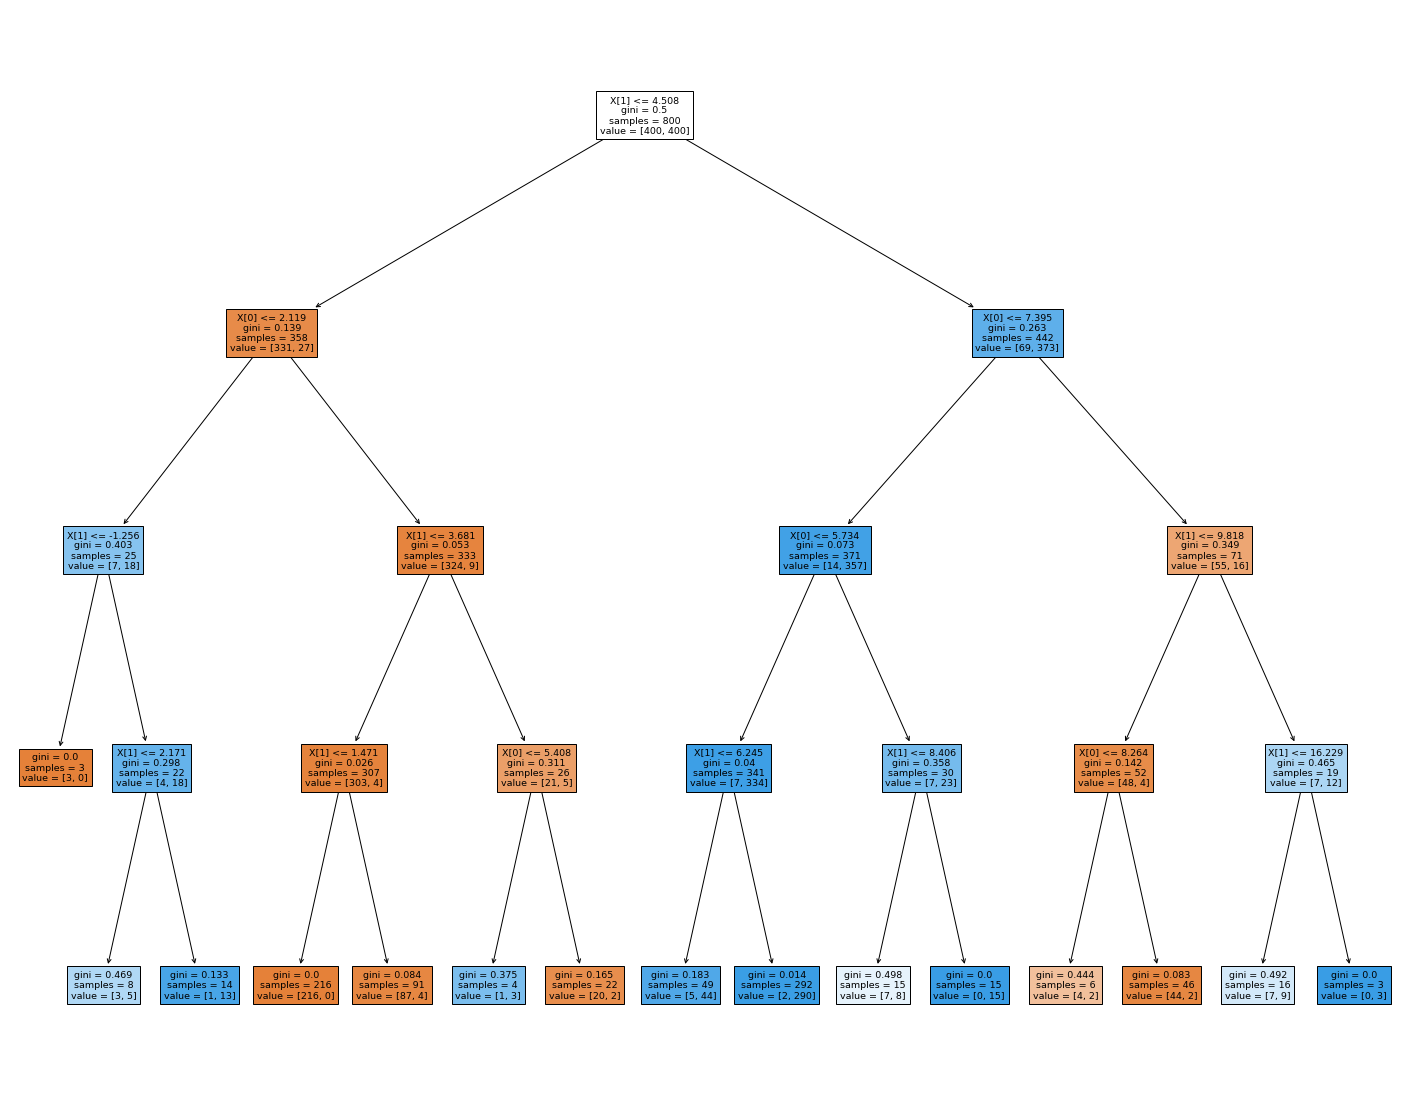 X[1] <= 4.508
gini = 0.5
samples = 800
value = [400, 400]
X[0] <= 2.119
gini = 0.139
samples = 358
value = [331, 27]
X[0] <= 7.395
gini = 0.263
samples = 442
value = [69, 373]
X[1] <= -1.256
gini = 0.403
samples = 25
value = [7, 18]
X[1] <= 3.681
gini = 0.053
samples = 333
value = [324, 9]
X[0] <= 5.734
gini = 0.073
samples = 371
value = [14, 357]
X[1] <= 9.818
gini = 0.349
samples = 71
value = [55, 16]
gini = 0.0
samples = 3
value = [3, 0]
X[1] <= 2.171
gini = 0.298
samples = 22
value = [4, 18]
X[1] <= 1.471
gini = 0.026
samples = 307
value = [303, 4]
X[0] <= 5.408
gini = 0.311
samples = 26
value = [21, 5]
X[1] <= 6.245
gini = 0.04
samples = 341
value = [7, 334]
X[1] <= 8.406
gini = 0.358
samples = 30
value = [7, 23]
X[0] <= 8.264
gini = 0.142
samples = 52
value = [48, 4]
X[1] <= 16.229
gini = 0.465
samples = 19
value = [7, 12]
gini = 0.469
samples = 8
value = [3, 5]
gini = 0.133
samples = 14
value = [1, 13]
gini = 0.0
samples = 216
value = [216, 0]
gini = 0.084
samples = 91
value = [87, 4]
gini = 0.375
samples = 4
value = [1, 3]
gini = 0.165
samples = 22
value = [20, 2]
gini = 0.183
samples = 49
value = [5, 44]
gini = 0.014
samples = 292
value = [2, 290]
gini = 0.498
samples = 15
value = [7, 8]
gini = 0.0
samples = 15
value = [0, 15]
gini = 0.444
samples = 6
value = [4, 2]
gini = 0.083
samples = 46
value = [44, 2]
gini = 0.492
samples = 16
value = [7, 9]
gini = 0.0
samples = 3
value = [0, 3]